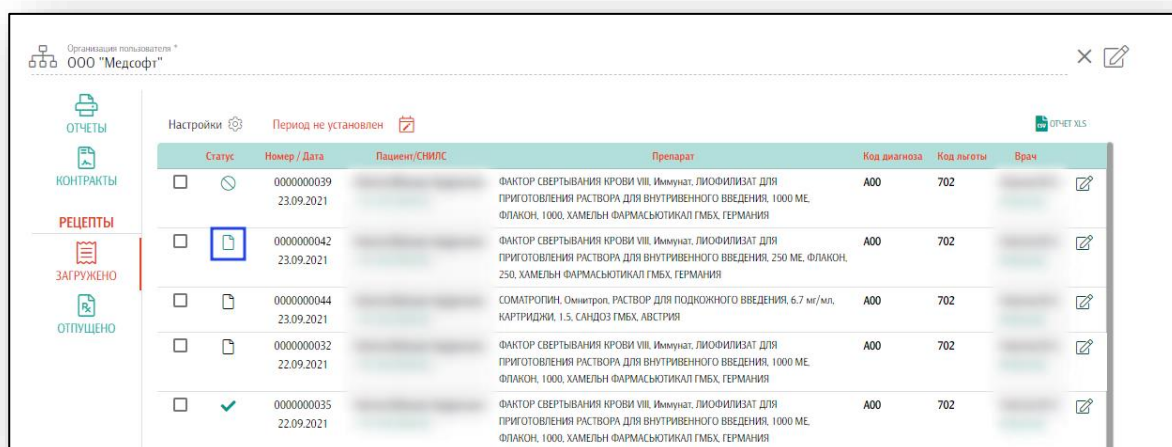 Организация пользователя *
ООО "Медсофт"
ОТЧЕТЫ
КОНТРАКТЫ
РЕЦЕПТЫ
ЗАГРУЖЕНО
ОТПУЩЕНО
Настройки Период не установлен CSV ОТЧЕТ XLS
Статус Номер / Дата Пациент/СНИЛС Препарат Код диагноза Код льготы Врач
0000000039 ФАКТОР СВЕРТЫВАНИЯ КРОВИ VIII, Иммунат, ЛИОФИЛИЗАТ ДЛЯ A00 702
23.09.2021 ПРИГОТОВЛЕНИЯ РАСТВОРА ДЛЯ ВНУТРИВЕННОГО ВВЕДЕНИЯ, 1000 МЕ,
ФЛАКОН, 1000, ХАМЕЛЬН ФАРМАСЬЮТИКАЛ ГМБХ, ГЕРМАНИЯ
0000000042 ФАКТОР СВЕРТЫВАНИЯ КРОВИ VIII, Иммунат, ЛИОФИЛИЗАТ ДЛЯ A00 702
23.09.2021 ПРИГОТОВЛЕНИЯ РАСТВОРА ДЛЯ ВНУТРИВЕННОГО ВВЕДЕНИЯ, 250 МЕ, ФЛАКОН,
250, ХАМЕЛЬН ФАРМАСЬЮТИКАЛ ГМБХ, ГЕРМАНИЯ
0000000044 СОМАТРОПИН, Омнитроп, РАСТВОР ДЛЯ ПОДКОЖНОГО ВВЕДЕНИЯ, 6.7 мг/мл, A00 702
23.09.2021 КАРТРИДЖИ, 1.5, САНДОЗ ГМБХ, АВСТРИЯ
0000000032 ФАКТОР СВЕРТЫВАНИЯ КРОВИ VIII, Иммунат, ЛИОФИЛИЗАТ ДЛЯ A00 702
22.09.2021 ПРИГОТОВЛЕНИЯ РАСТВОРА ДЛЯ ВНУТРИВЕННОГО ВВЕДЕНИЯ, 1000 МЕ,
ФЛАКОН, 1000, ХАМЕЛЬН ФАРМАСЬЮТИКАЛ ГМБХ, ГЕРМАНИЯ
0000000035 ФАКТОР СВЕРТЫВАНИЯ КРОВИ VIII, Иммунат, ЛИОФИЛИЗАТ ДЛЯ A00 702
22.09.2021 ПРИГОТОВЛЕНИЯ РАСТВОРА ДЛЯ ВНУТРИВЕННОГО ВВЕДЕНИЯ, 1000 МЕ,
ФЛАКОН, 1000, ХАМЕЛЬН ФАРМАСЬЮТИКАЛ ГМБХ, ГЕРМАНИЯ